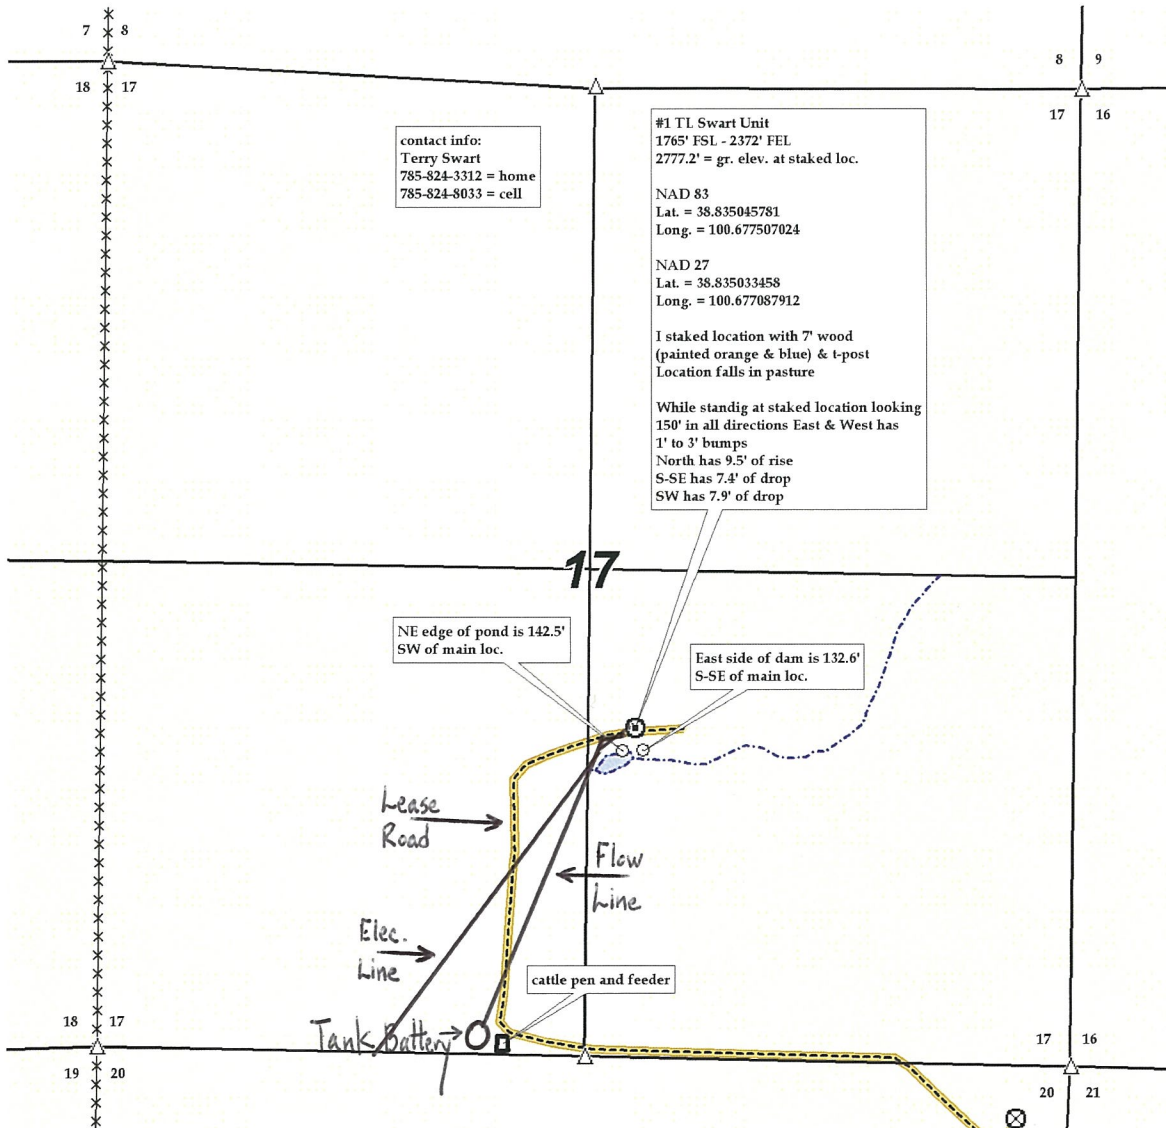 7 8
8 9
18 17
17 16
contact info:
Terry Swart
785-824-3312 = home
785-824-8033 = cell
#1 TL Swart Unit
1765' FSL - 2372' FEL
2777.2' = gr. elev. at staked loc.
NAD 83
Lat. = 38.835045781
Long. = 100.677507024
NAD 27
Lat. = 38.835033458
Long. = 100.677087912
I staked location with 7' wood
(painted orange & blue) & t-post
Location falls in pasture
While standig at staked location looking
150' in all directions East & West has
1' to 3' bumps
North has 9.5' of rise
S-SE has 7.4' of drop
SW has 7.9' of drop
17
NE edge of pond is 142.5'
SW of main loc.
East side of dam is 132.6'
S-SE of main loc.
Lease
Road
Flow
Line
Elec.
Line
cattle pen and feeder
Tank Battery
18 17
17 16
19 20
20 21